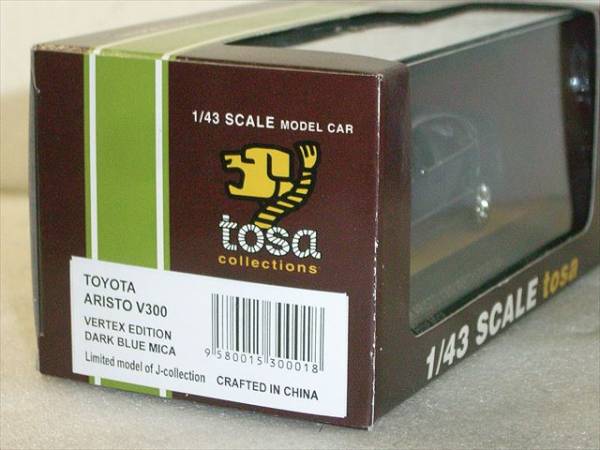 1/43 SCALE MODEL CAR
tosa
collections
TOYOTA
ARISTO V300
VERTEX EDITION
DARK BLUE MICA
Limited model of J-collection
CRAFTED IN CHINA
9 580015 300018
1/43 SCALE tosa